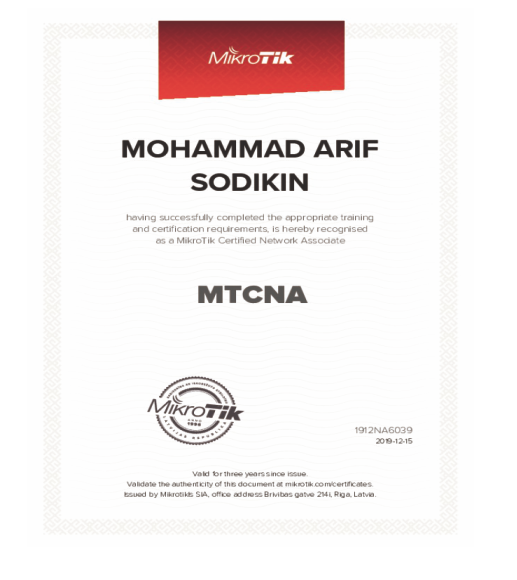 MikroTik
MOHAMMAD ARIF
SODIKIN
having successfully completed the appropriate training
and certification requirements, is hereby recognised
as a MikroTik Certified Network Associate
MTCNA
MikroTik
1996
LATVIJAS REPUBLIKA
1912NA6039
2019-12-15
Valid for three years since issue.
Validate the authenticity of this document at mikrotik.com/certificates.
Issued by Mikrotikls SIA, office address Brivibas gatve 214i, Riga, Latvia.